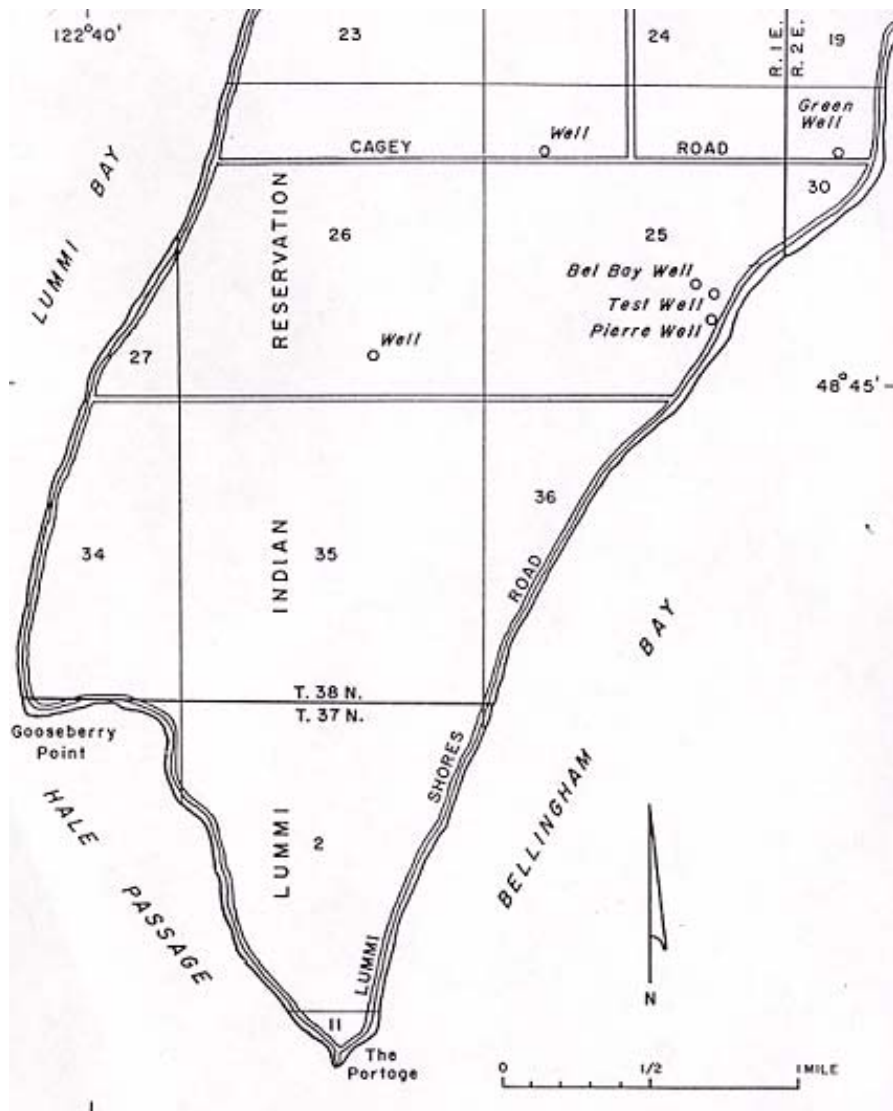 122°40'
23
24
R. 1 E.
R. 2 E.
19
Green
Well
Well
CAGEY ROAD
30
LUMMI BAY
26
25
Bel Bay Well
Test Well
Pierre Well
Well
27
48°45'
36
34
35
LUMMI INDIAN RESERVATION
T. 38 N.
T. 37 N.
Gooseberry
Point
HALE PASSAGE
2
LUMMI SHORES ROAD
BELLINGHAM BAY
N
11
The
Portage
0 1/2 1 MILE